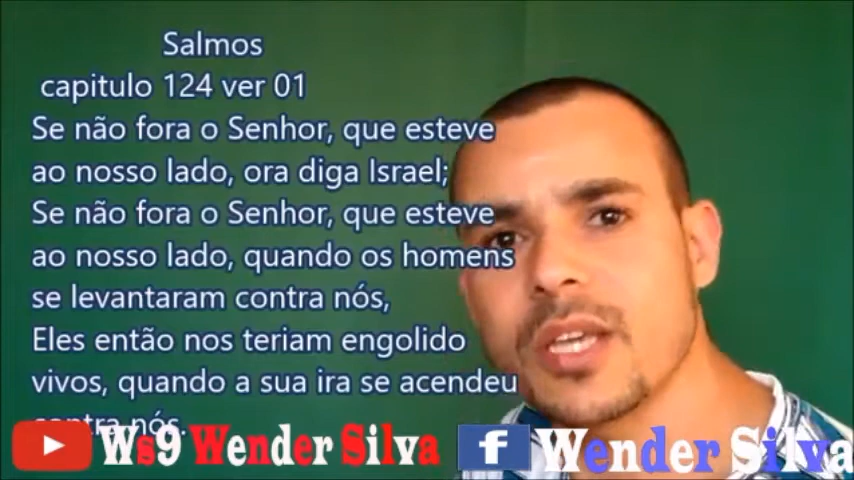 Salmos
capitulo 124 ver 01
Se não fora o Senhor, que esteve
ao nosso lado, ora diga Israel;
Se não fora o Senhor, que esteve
ao nosso lado, quando os homens
se levantaram contra nós,
Eles então nos teriam engolido
vivos, quando a sua ira se acendeu
contra nós.
Ws9 Wender Silva
f Wender Silva